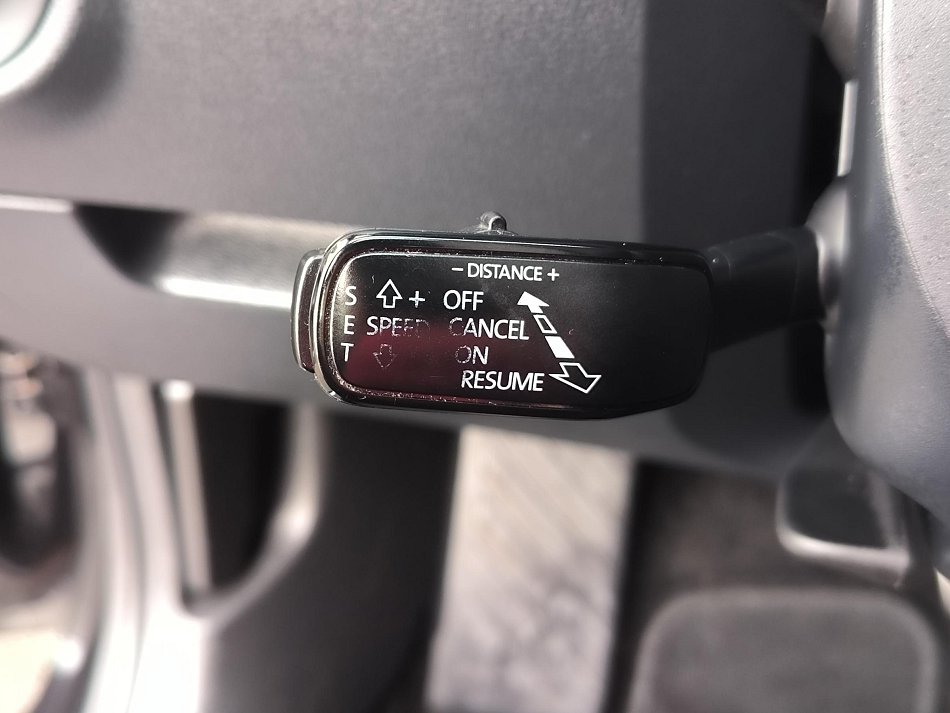 - DISTANCE +
S + OFF
E SPEED CANCEL
T ON
RESUME